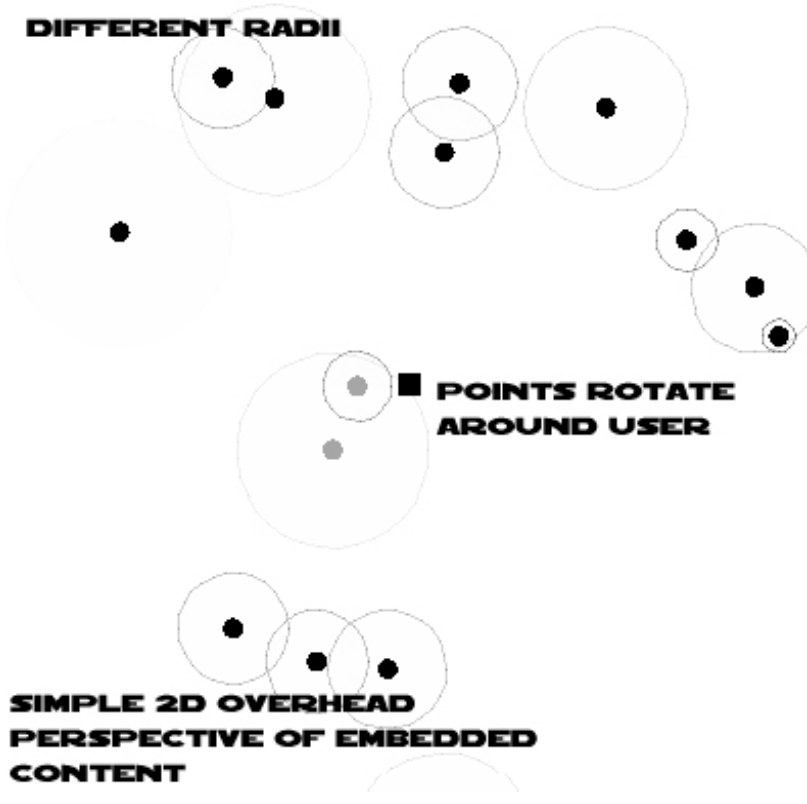 DIFFERENT RADII
POINTS ROTATE
AROUND USER
SIMPLE 2D OVERHEAD
PERSPECTIVE OF EMBEDDED
CONTENT